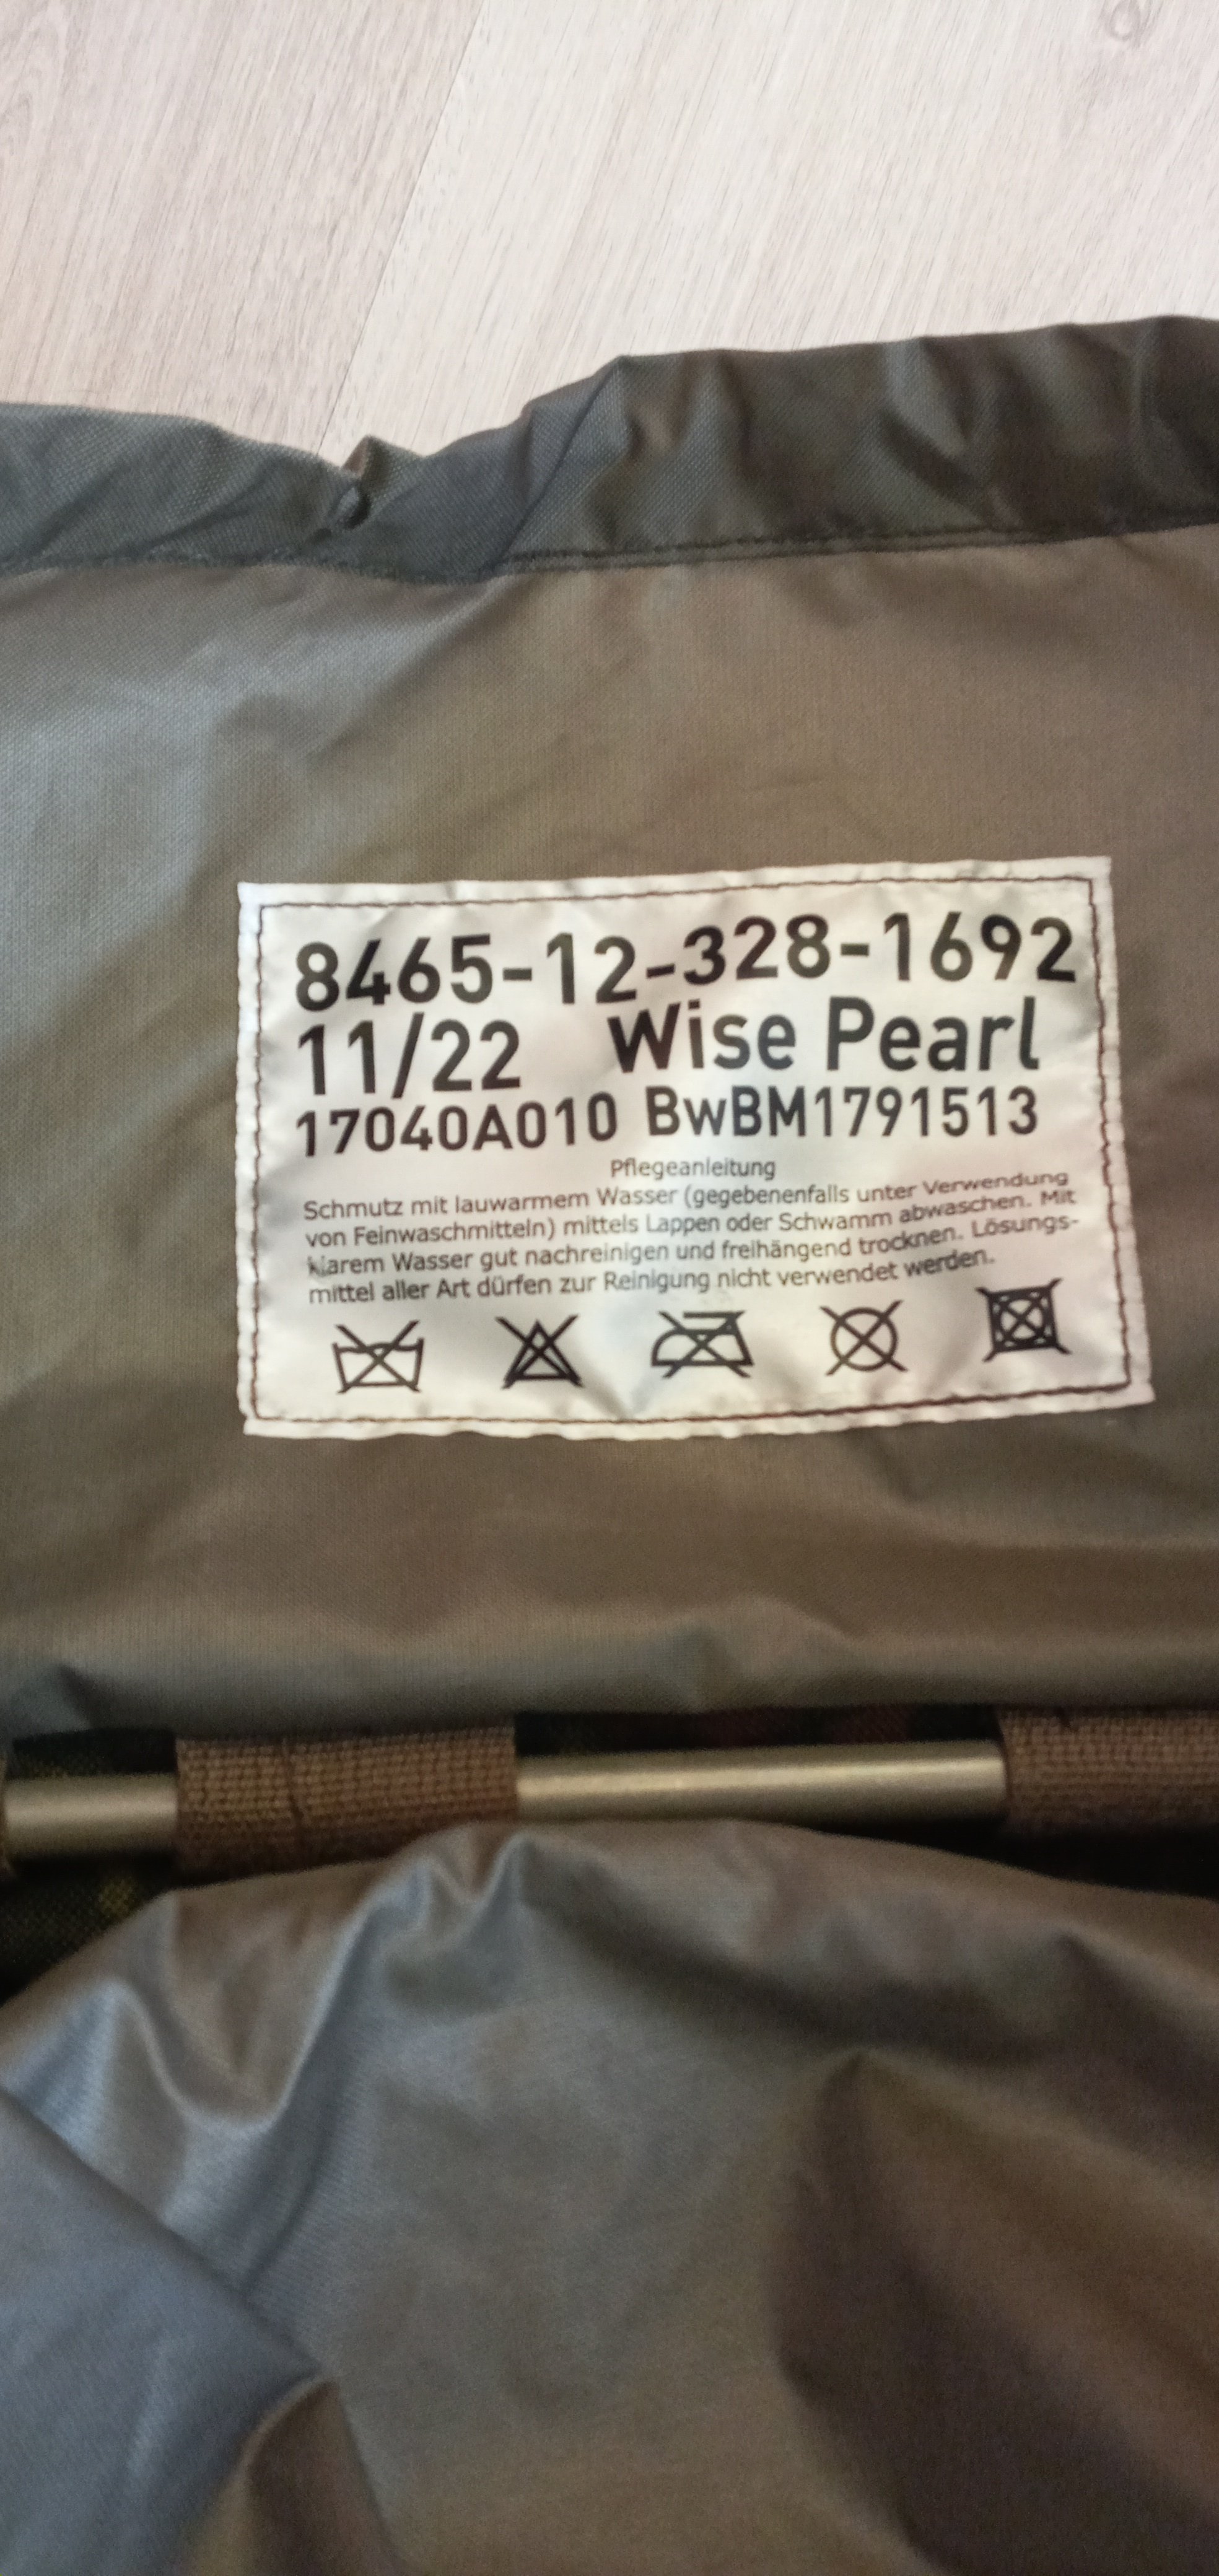 8465-12-328-1692
11/22 Wise Pearl
17040A010 BwBM1791513
Pflegeanleitung
Schmutz mit lauwarmem Wasser (gegebenenfalls unter Verwendung
von Feinwaschmitteln) mittels Lappen oder Schwamm abwaschen. Mit
klarem Wasser gut nachreinigen und freihängend trocknen. Lösungs-
mittel aller Art dürfen zur Reinigung nicht verwendet werden.